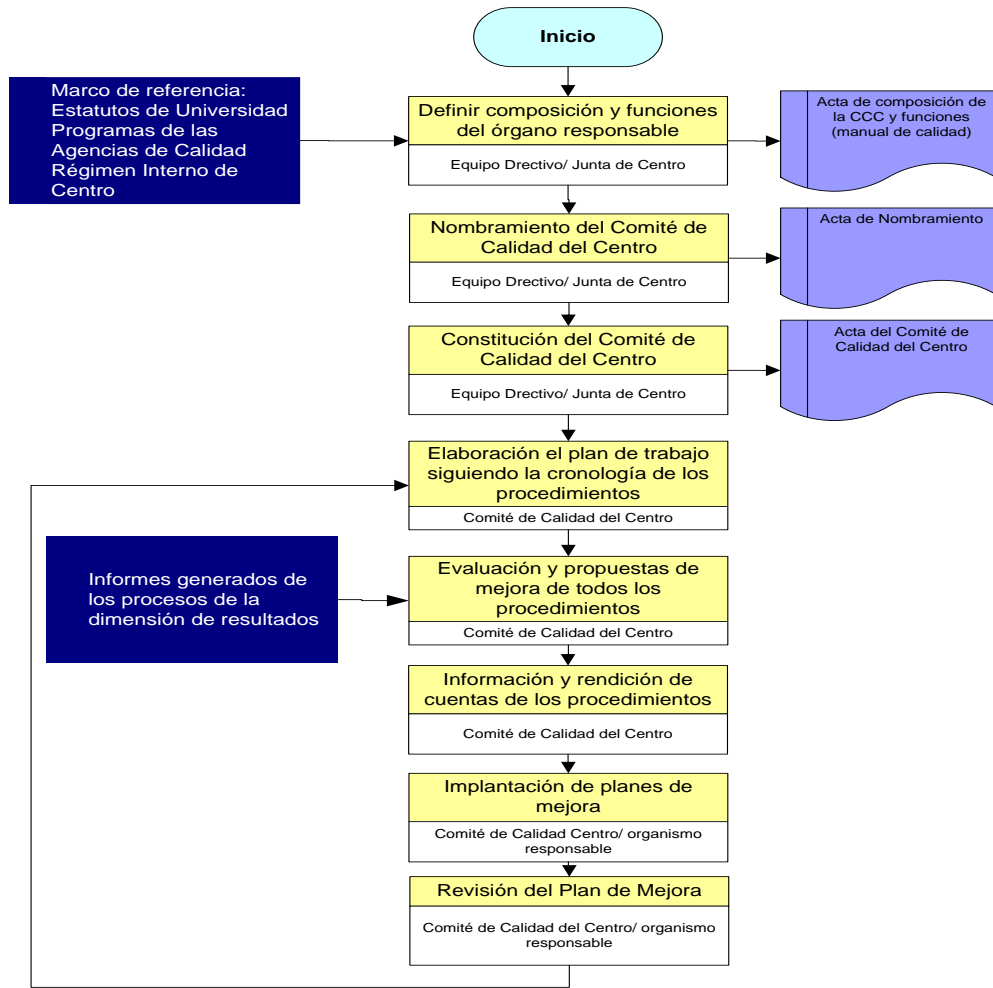 Inicio
Marco de referencia:
Estatutos de Universidad
Programas de las
Agencias de Calidad
Régimen Interno de
Centro
Definir composición y funciones
del órgano responsable
Equipo Drectivo/ Junta de Centro
Acta de composición de
la CCC y funciones
(manual de calidad)
Nombramiento del Comité de
Calidad del Centro
Equipo Drectivo/ Junta de Centro
Acta de Nombramiento
Constitución del Comité de
Calidad del Centro
Equipo Drectivo/ Junta de Centro
Acta del Comité de
Calidad del Centro
Elaboración el plan de trabajo
siguiendo la cronología de los
procedimientos
Comité de Calidad del Centro
Informes generados de
los procesos de la
dimensión de resultados
Evaluación y propuestas de
mejora de todos los
procedimientos
Comité de Calidad del Centro
Información y rendición de
cuentas de los procedimientos
Comité de Calidad del Centro
Implantación de planes de
mejora
Comité de Calidad Centro/ organismo
responsable
Revisión del Plan de Mejora
Comité de Calidad del Centro/ organismo
responsable